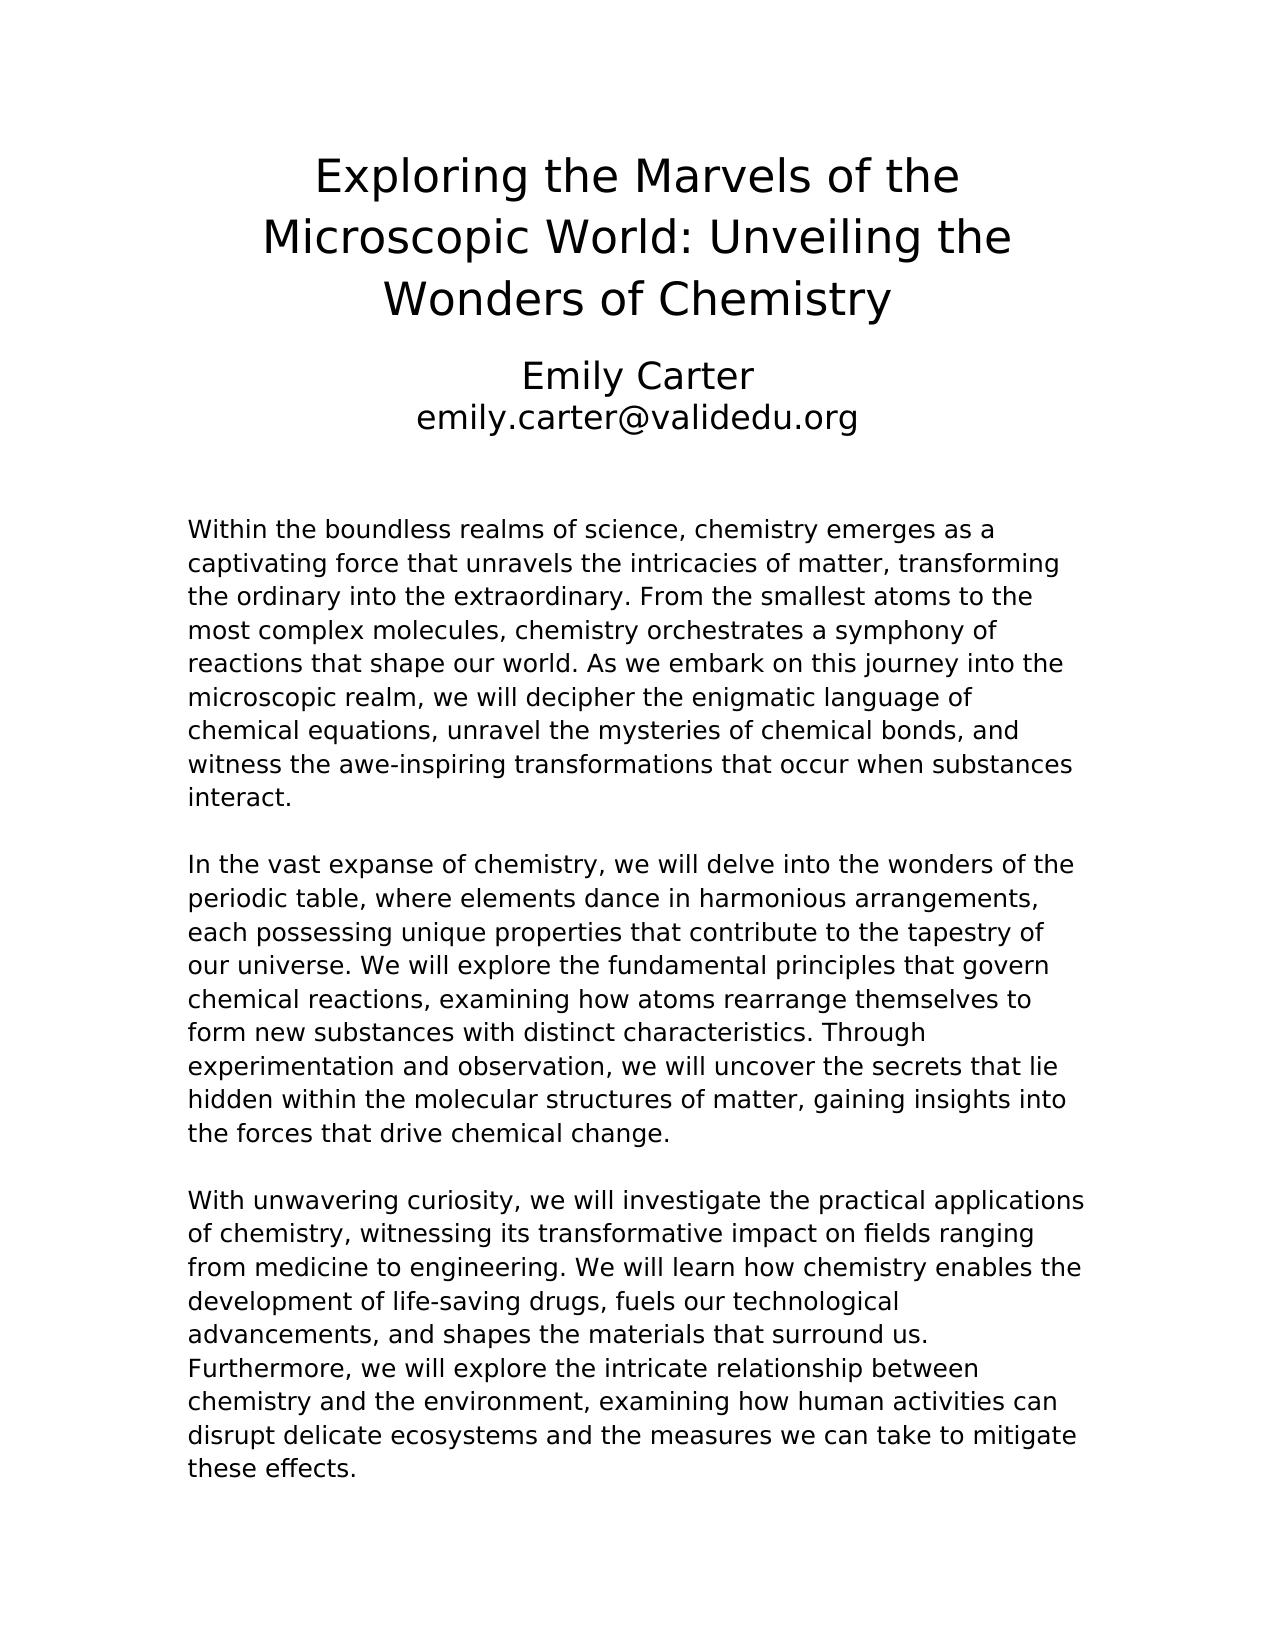 Exploring the Marvels of the
Microscopic World: Unveiling the
Wonders of Chemistry
Emily Carter
emily.carter@validedu.org
Within the boundless realms of science, chemistry emerges as a
captivating force that unravels the intricacies of matter, transforming
the ordinary into the extraordinary. From the smallest atoms to the
most complex molecules, chemistry orchestrates a symphony of
reactions that shape our world. As we embark on this journey into the
microscopic realm, we will decipher the enigmatic language of
chemical equations, unravel the mysteries of chemical bonds, and
witness the awe-inspiring transformations that occur when substances
interact.
In the vast expanse of chemistry, we will delve into the wonders of the
periodic table, where elements dance in harmonious arrangements,
each possessing unique properties that contribute to the tapestry of
our universe. We will explore the fundamental principles that govern
chemical reactions, examining how atoms rearrange themselves to
form new substances with distinct characteristics. Through
experimentation and observation, we will uncover the secrets that lie
hidden within the molecular structures of matter, gaining insights into
the forces that drive chemical change.
With unwavering curiosity, we will investigate the practical applications
of chemistry, witnessing its transformative impact on fields ranging
from medicine to engineering. We will learn how chemistry enables the
development of life-saving drugs, fuels our technological
advancements, and shapes the materials that surround us.
Furthermore, we will explore the intricate relationship between
chemistry and the environment, examining how human activities can
disrupt delicate ecosystems and the measures we can take to mitigate
these effects.